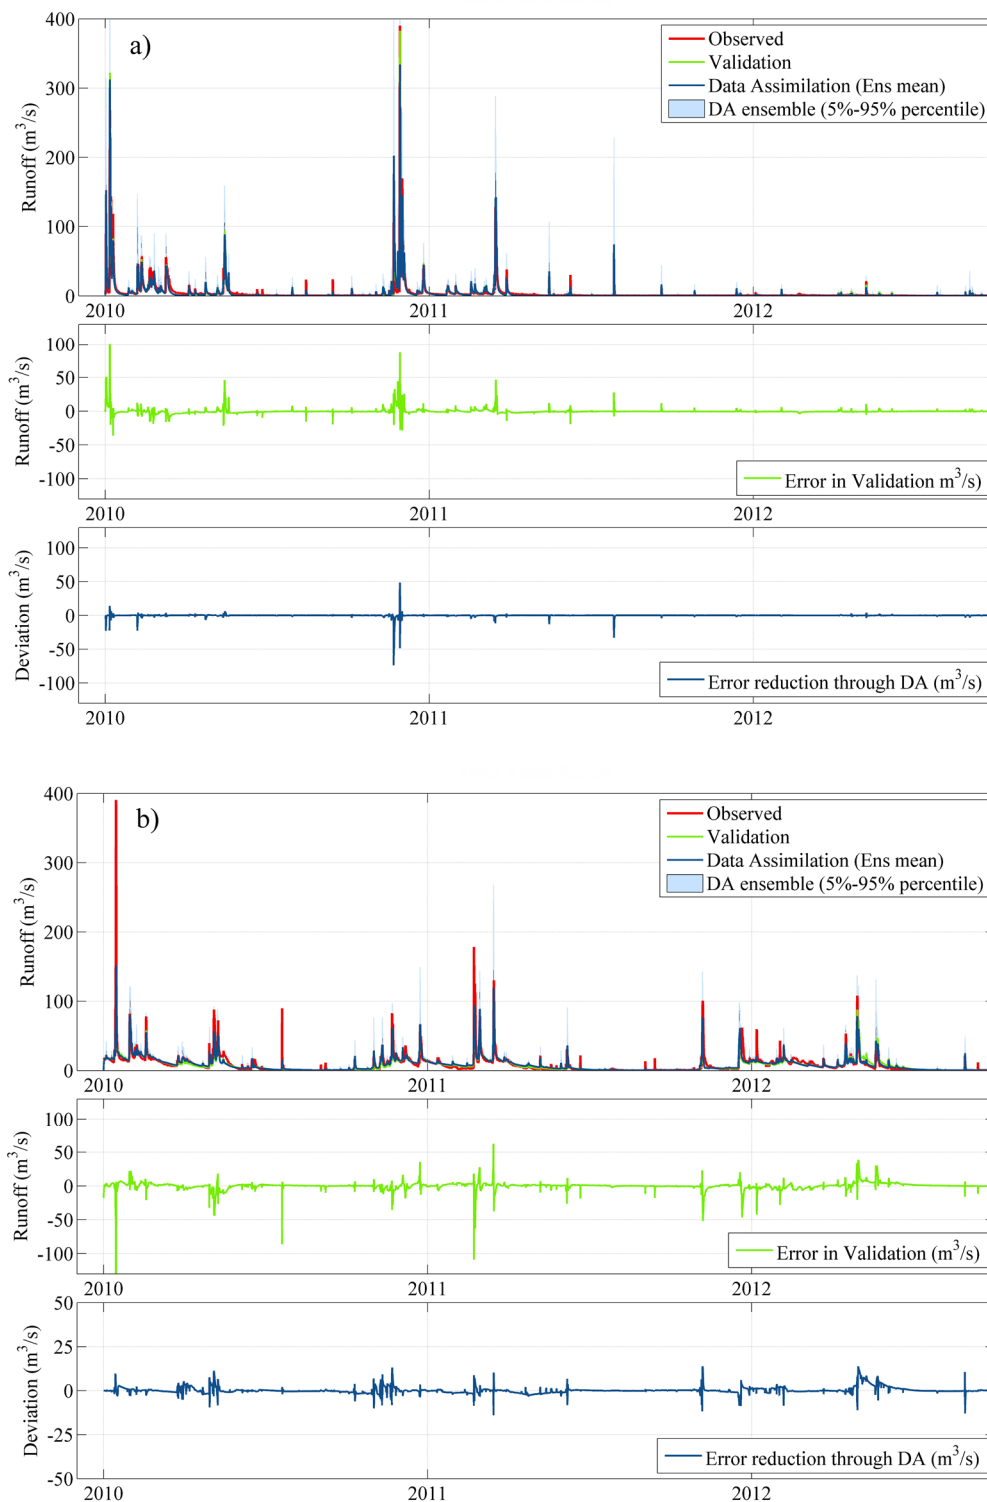 a)
400
300
200
100
0
Runoff (m³/s)
Observed
Validation
Data Assimilation (Ens mean)
DA ensemble (5%-95% percentile)
2010 2011 2012
100
50
0
-50
-100
Runoff (m³/s)
Error in Validation m³/s)
2010 2011 2012
100
50
0
-50
-100
Deviation (m³/s)
Error reduction through DA (m³/s)
2010 2011 2012
b)
400
300
200
100
0
Runoff (m³/s)
Observed
Validation
Data Assimilation (Ens mean)
DA ensemble (5%-95% percentile)
2010 2011 2012
100
50
0
-50
-100
Runoff (m³/s)
Error in Validation (m³/s)
2010 2011 2012
50
25
0
-25
-50
Deviation (m³/s)
Error reduction through DA (m³/s)
2010 2011 2012